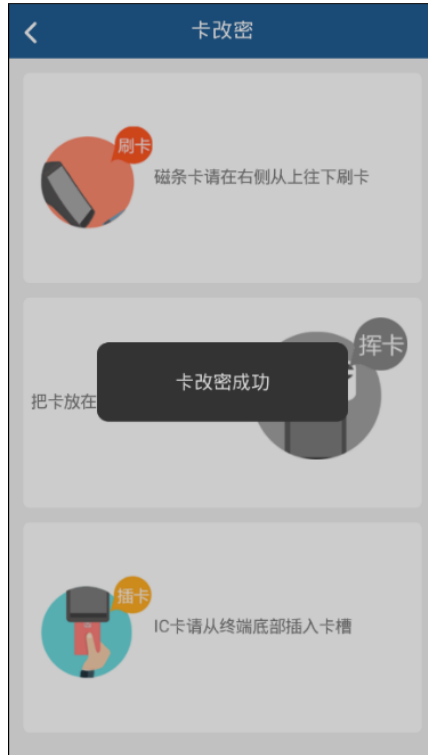 卡改密
刷卡
磁条卡请在右侧从上往下刷卡
挥卡
卡改密成功
把卡放在
插卡
IC卡请从终端底部插入卡槽